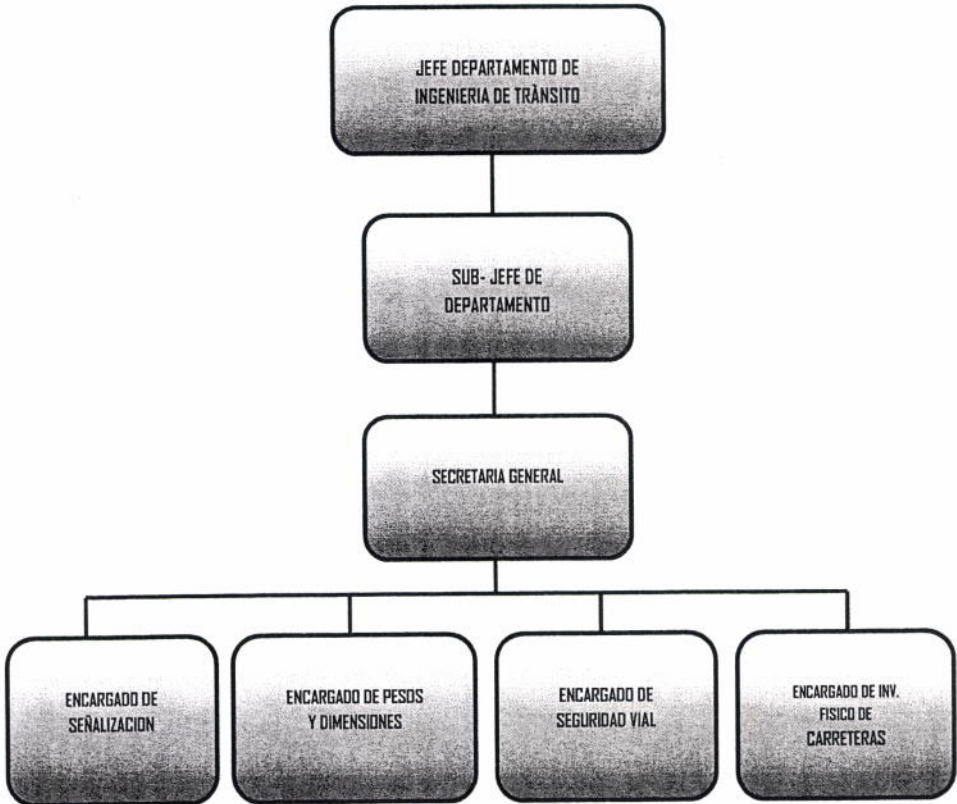 JEFE DEPARTAMENTO DE
INGENIERIA DE TRÀNSITO
SUB- JEFE DE
DEPARTAMENTO
SECRETARIA GENERAL
ENCARGADO DE
SEÑALIZACION
ENCARGADO DE PESOS
Y DIMENSIONES
ENCARGADO DE
SEGURIDAD VIAL
ENCARGADO DE INV.
FISICO DE
CARRETERAS